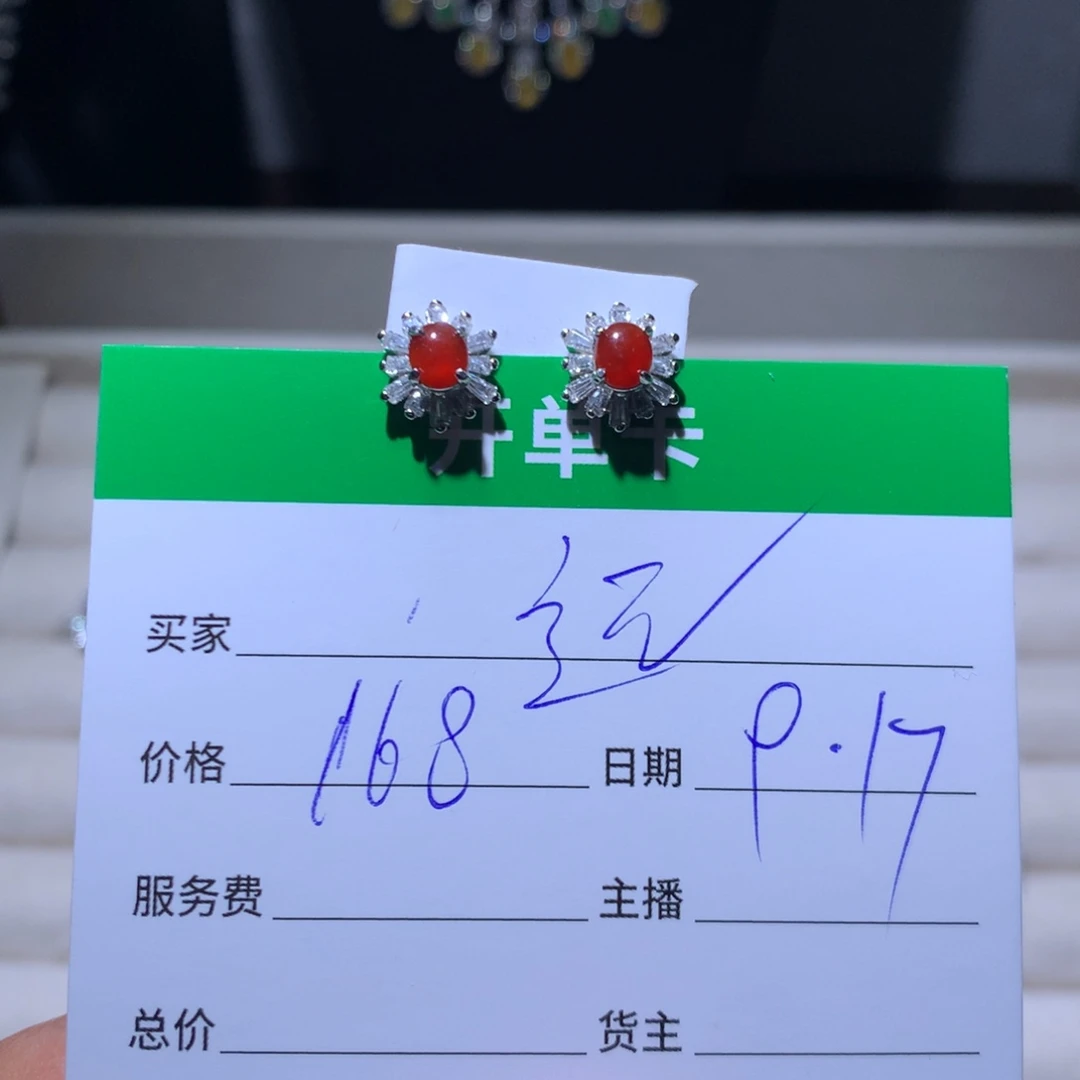 开单卡
买家
价格 168 日期 9.17
服务费 主播
总价 货主